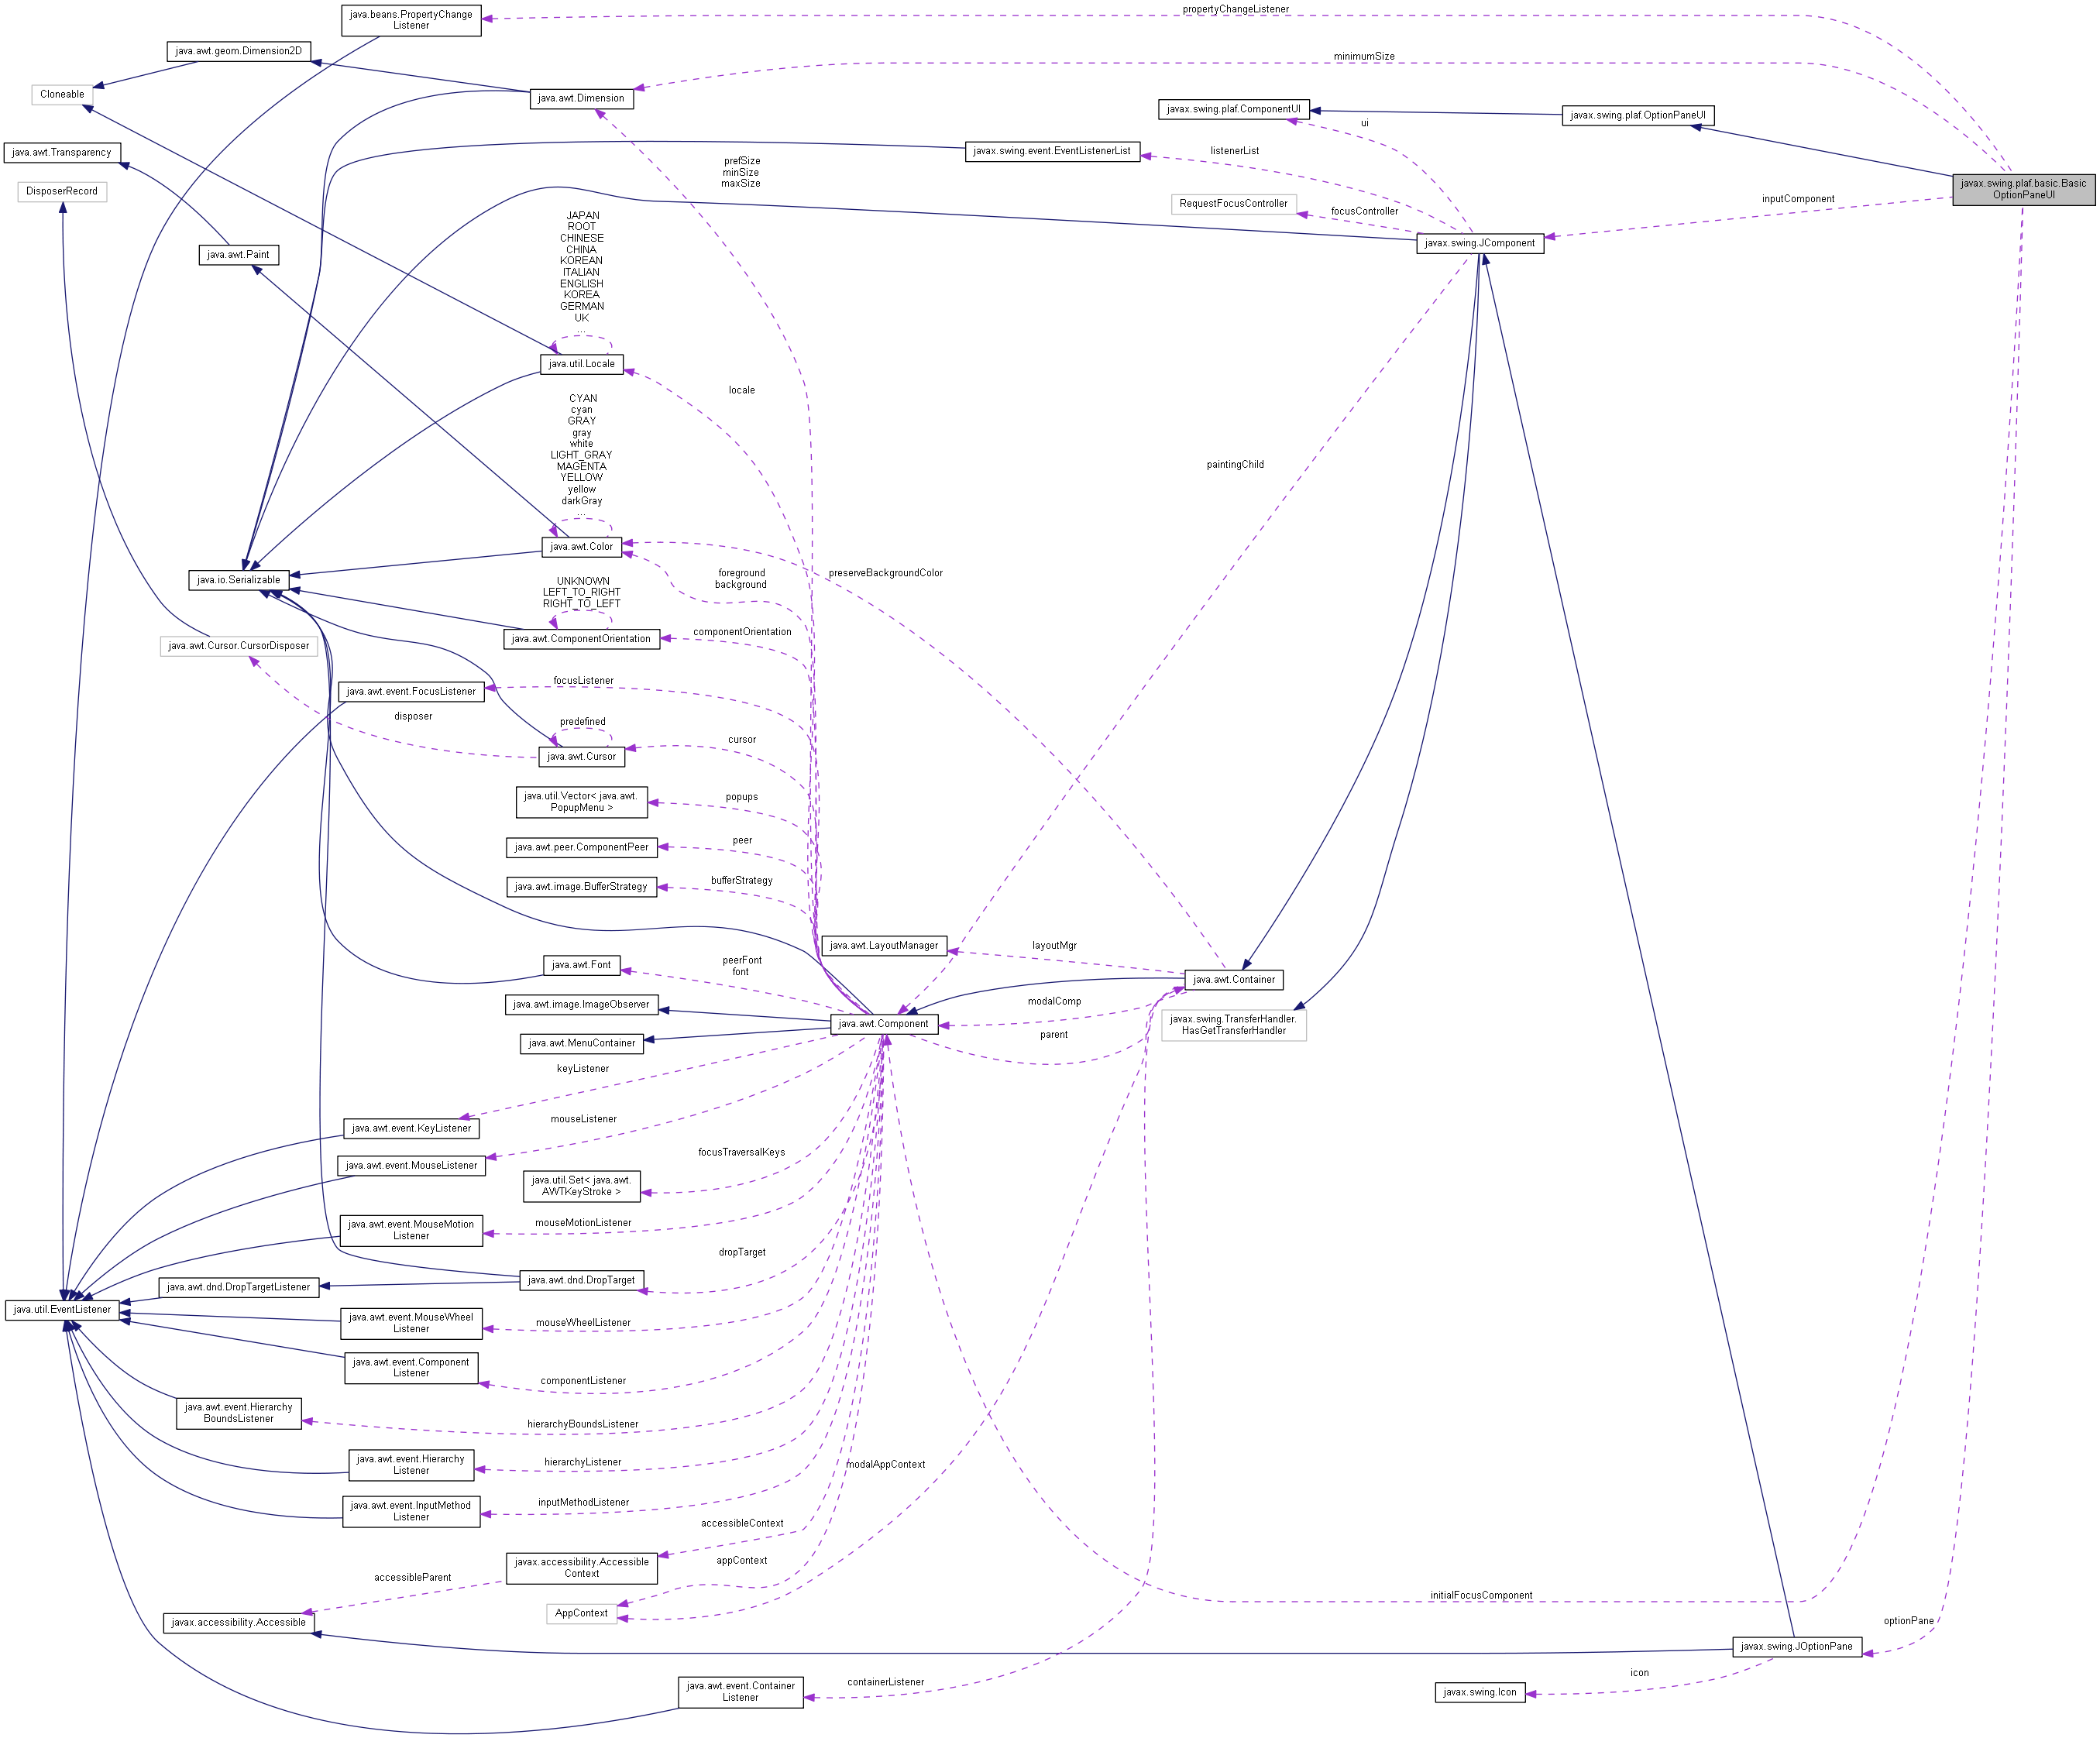 java.beans.PropertyChange
Listener
propertyChangeListener
java.awt.geom.Dimension2D
minimumSize
Cloneable
java.awt.Dimension
javax.swing.plaf.ComponentUI
javax.swing.plaf.OptionPaneUI
ui
java.awt.Transparency
javax.swing.event.EventListenerList
listenerList
prefSize
minSize
maxSize
DisposerRecord
javax.swing.plaf.basic.Basic
OptionPaneUI
RequestFocusController
focusController
inputComponent
javax.swing.JComponent
java.awt.Paint
JAPAN
ROOT
CHINESE
CHINA
KOREAN
ITALIAN
ENGLISH
KOREA
GERMAN
UK
...
java.util.Locale
locale
CYAN
cyan
GRAY
gray
white
LIGHT_GRAY
MAGENTA
YELLOW
yellow
darkGray
...
paintingChild
java.awt.Color
java.io.Serializable
foreground
background
preserveBackgroundColor
UNKNOWN
LEFT_TO_RIGHT
RIGHT_TO_LEFT
java.awt.ComponentOrientation
componentOrientation
java.awt.Cursor.CursorDisposer
java.awt.event.FocusListener
focusListener
disposer
predefined
java.awt.Cursor
cursor
java.util.Vector< java.awt.
PopupMenu >
popups
java.awt.peer.ComponentPeer
peer
java.awt.image.BufferStrategy
bufferStrategy
java.awt.LayoutManager
layoutMgr
java.awt.Font
peerFont
font
java.awt.Container
java.awt.image.ImageObserver
modalComp
java.awt.Component
javax.swing.TransferHandler.
HasGetTransferHandler
parent
java.awt.MenuContainer
keyListener
java.awt.event.KeyListener
mouseListener
java.awt.event.MouseListener
focusTraversalKeys
java.util.Set< java.awt.
AWTKeyStroke >
java.awt.event.MouseMotion
Listener
mouseMotionListener
dropTarget
java.awt.dnd.DropTargetListener
java.awt.dnd.DropTarget
java.util.EventListener
java.awt.event.MouseWheel
Listener
mouseWheelListener
java.awt.event.Component
Listener
componentListener
java.awt.event.Hierarchy
BoundsListener
hierarchyBoundsListener
java.awt.event.Hierarchy
Listener
hierarchyListener
modalAppContext
java.awt.event.InputMethod
Listener
inputMethodListener
accessibleContext
javax.accessibility.Accessible
Context
appContext
accessibleParent
AppContext
initialFocusComponent
javax.accessibility.Accessible
optionPane
javax.swing.JOptionPane
icon
java.awt.event.Container
Listener
containerListener
javax.swing.Icon